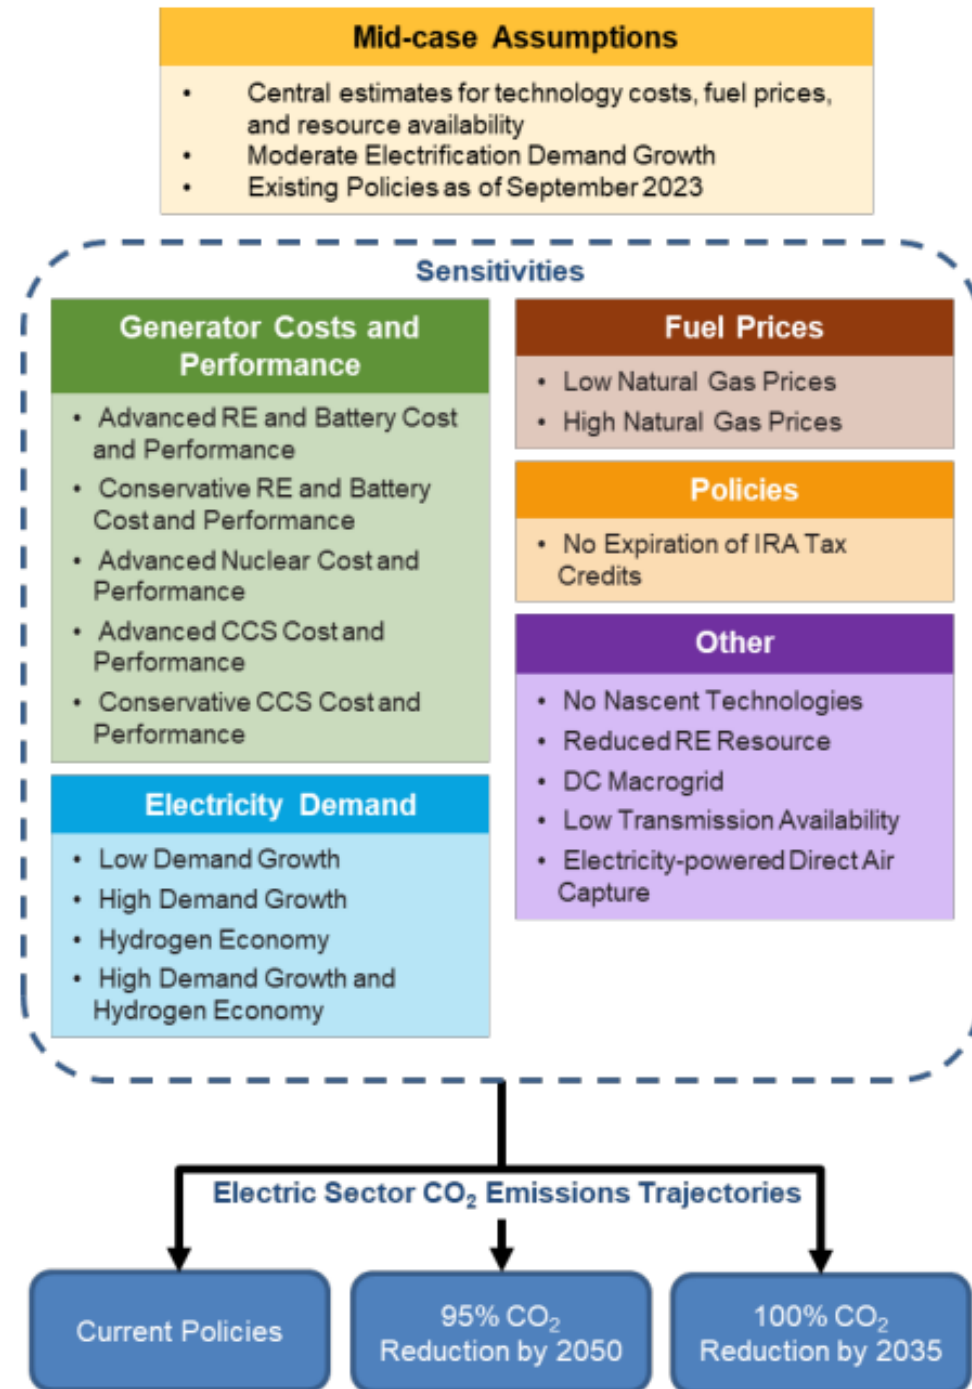 Mid-case Assumptions
• Central estimates for technology costs, fuel prices,
and resource availability
• Moderate Electrification Demand Growth
• Existing Policies as of September 2023
Sensitivities
Generator Costs and
Performance
• Advanced RE and Battery Cost
and Performance
• Conservative RE and Battery
Cost and Performance
• Advanced Nuclear Cost and
Performance
• Advanced CCS Cost and
Performance
• Conservative CCS Cost and
Performance
Electricity Demand
• Low Demand Growth
• High Demand Growth
• Hydrogen Economy
• High Demand Growth and
Hydrogen Economy
Fuel Prices
• Low Natural Gas Prices
• High Natural Gas Prices
Policies
• No Expiration of IRA Tax
Credits
Other
• No Nascent Technologies
• Reduced RE Resource
• DC Macrogrid
• Low Transmission Availability
• Electricity-powered Direct Air
Capture
Electric Sector CO₂ Emissions Trajectories
Current Policies
95% CO₂
Reduction by 2050
100% CO₂
Reduction by 2035